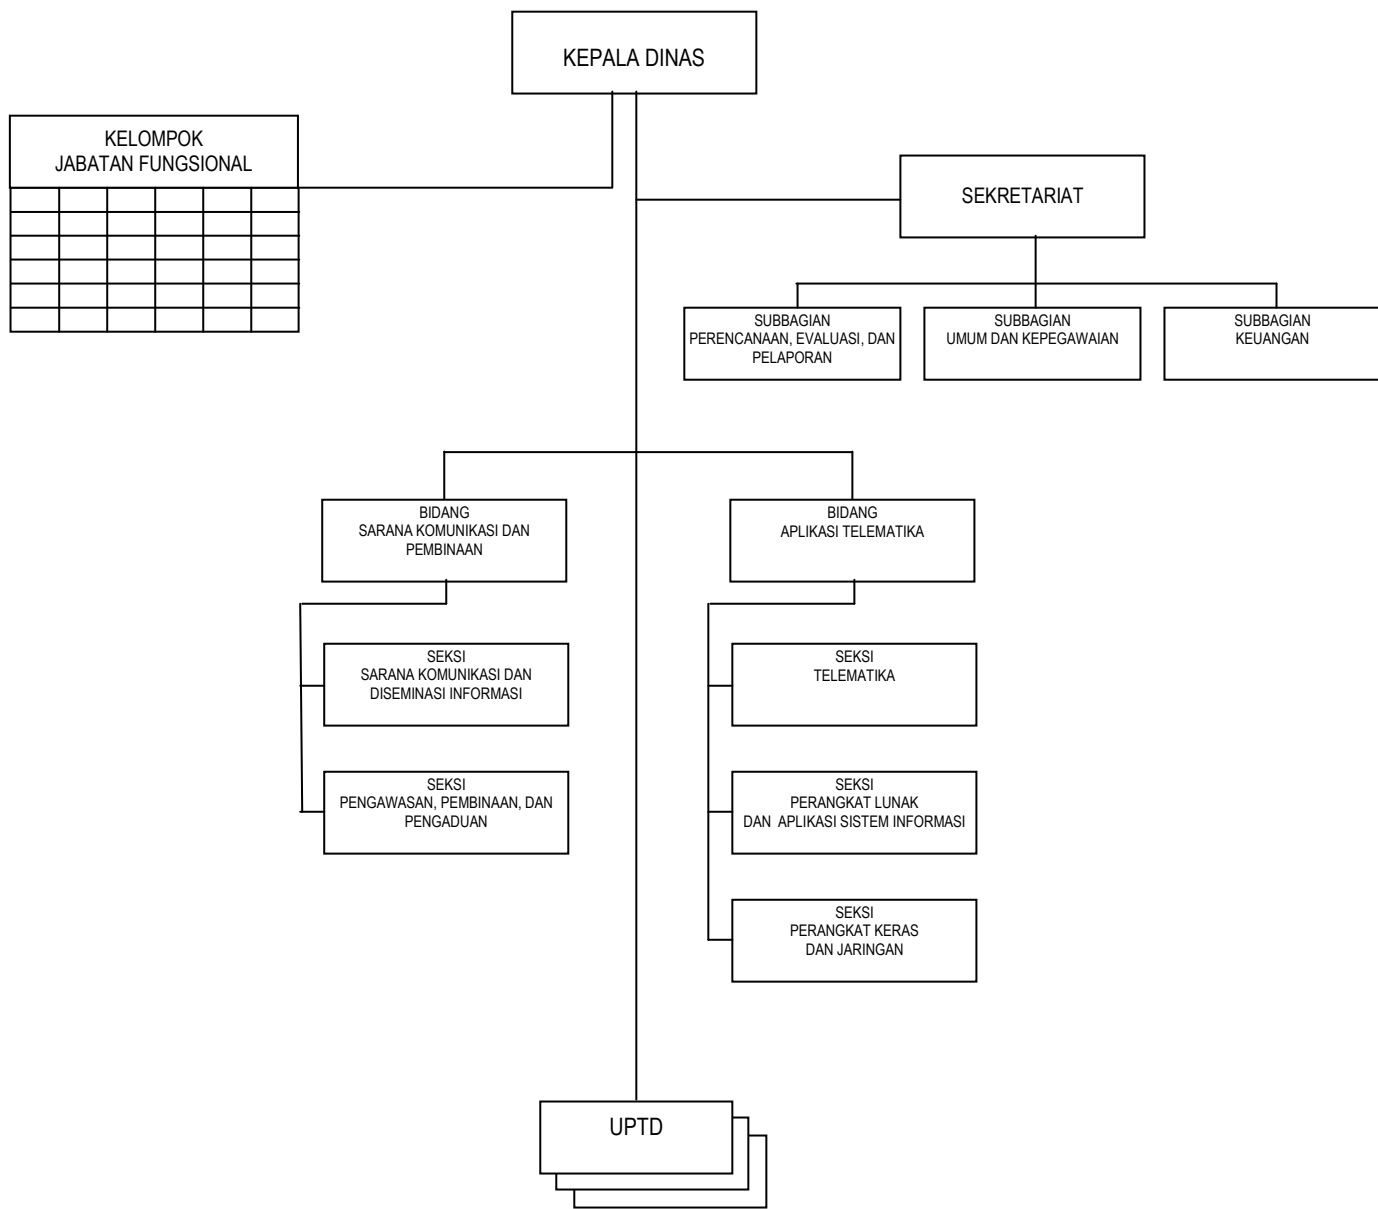 KEPALA DINAS
KELOMPOK
JABATAN FUNGSIONAL
SEKRETARIAT
SUBBAGIAN
PERENCANAAN, EVALUASI, DAN
PELAPORAN
SUBBAGIAN
UMUM DAN KEPEGAWAIAN
SUBBAGIAN
KEUANGAN
BIDANG
SARANA KOMUNIKASI DAN
PEMBINAAN
BIDANG
APLIKASI TELEMATIKA
SEKSI
SARANA KOMUNIKASI DAN
DISEMINASI INFORMASI
SEKSI
TELEMATIKA
SEKSI
PENGAWASAN, PEMBINAAN, DAN
PENGADUAN
SEKSI
PERANGKAT LUNAK
DAN APLIKASI SISTEM INFORMASI
SEKSI
PERANGKAT KERAS
DAN JARINGAN
UPTD